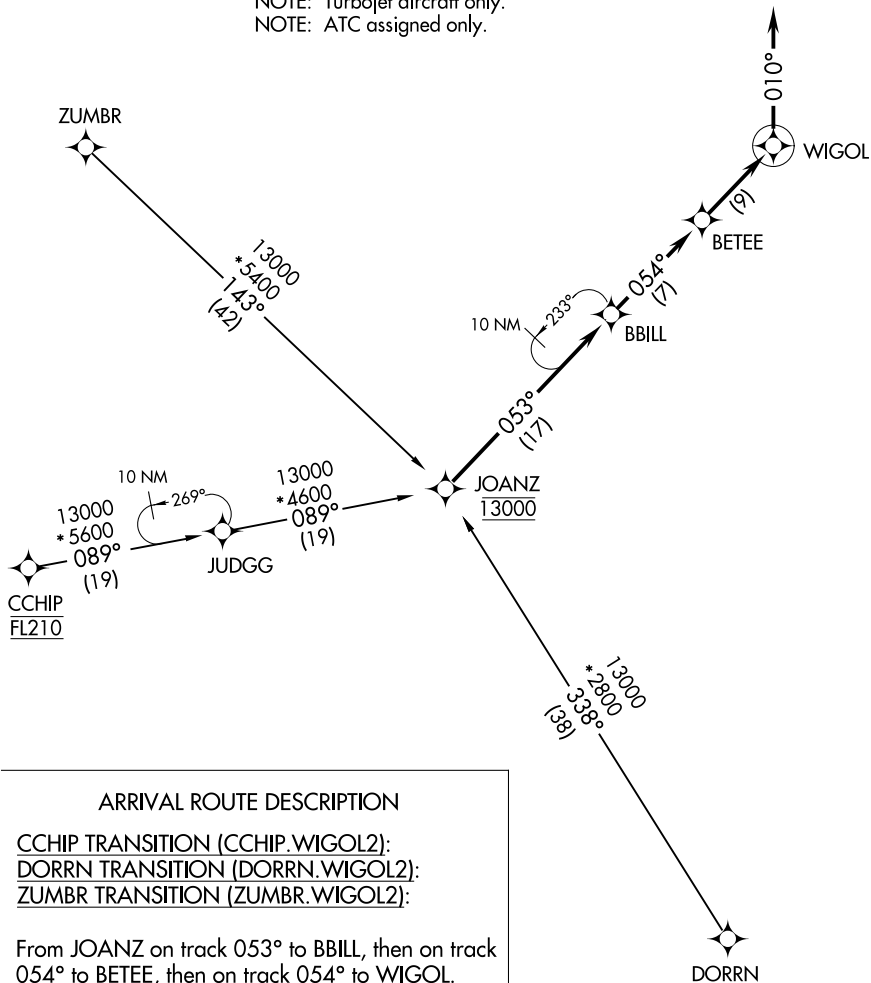 NOTE: Turbojet aircraft only.
NOTE: ATC assigned only.
010°
ZUMBR
WIGOL
(9)
BETEE
13000
*5400
143°
(42)
054°
(7)
10 NM
233°
BBILL
053°
(17)
10 NM
269°
13000
*4600
089°
(19)
JOANZ
13000
13000
*5600
089°
(19)
JUDGG
CCHIP
FL210
13000
*2800
338°
(38)
DORRN
ARRIVAL ROUTE DESCRIPTION
CCHIP TRANSITION (CCHIP.WIGOL2):
DORRN TRANSITION (DORRN.WIGOL2):
ZUMBR TRANSITION (ZUMBR.WIGOL2):
From JOANZ on track 053° to BBILL, then on track
054° to BETEE, then on track 054° to WIGOL.